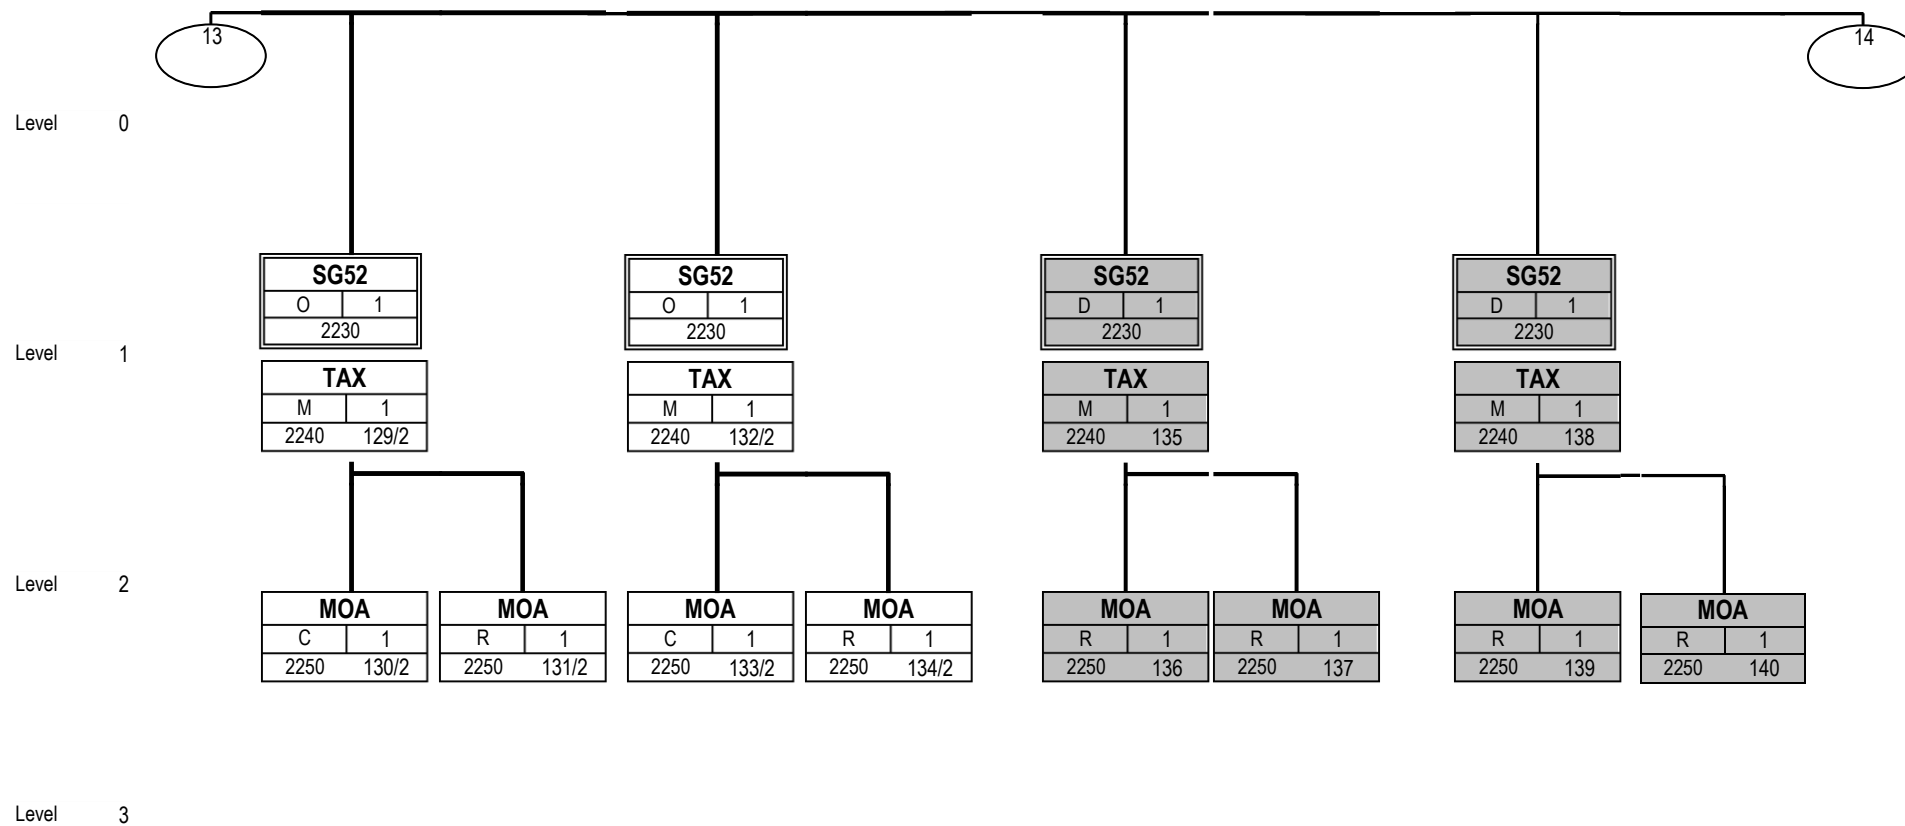 13 14
Level 0
SG52 SG52 SG52 SG52
O 1 O 1 D 1 D 1
2230 2230 2230 2230
Level 1
TAX TAX TAX TAX
M 1 M 1 M 1 M 1
2240 129/2 2240 132/2 2240 135 2240 138
Level 2
MOA MOA MOA MOA MOA MOA MOA MOA
C 1 R 1 C 1 R 1 R 1 R 1 R 1 R 1
2250 130/2 2250 131/2 2250 133/2 2250 134/2 2250 136 2250 137 2250 139 2250 140
Level 3